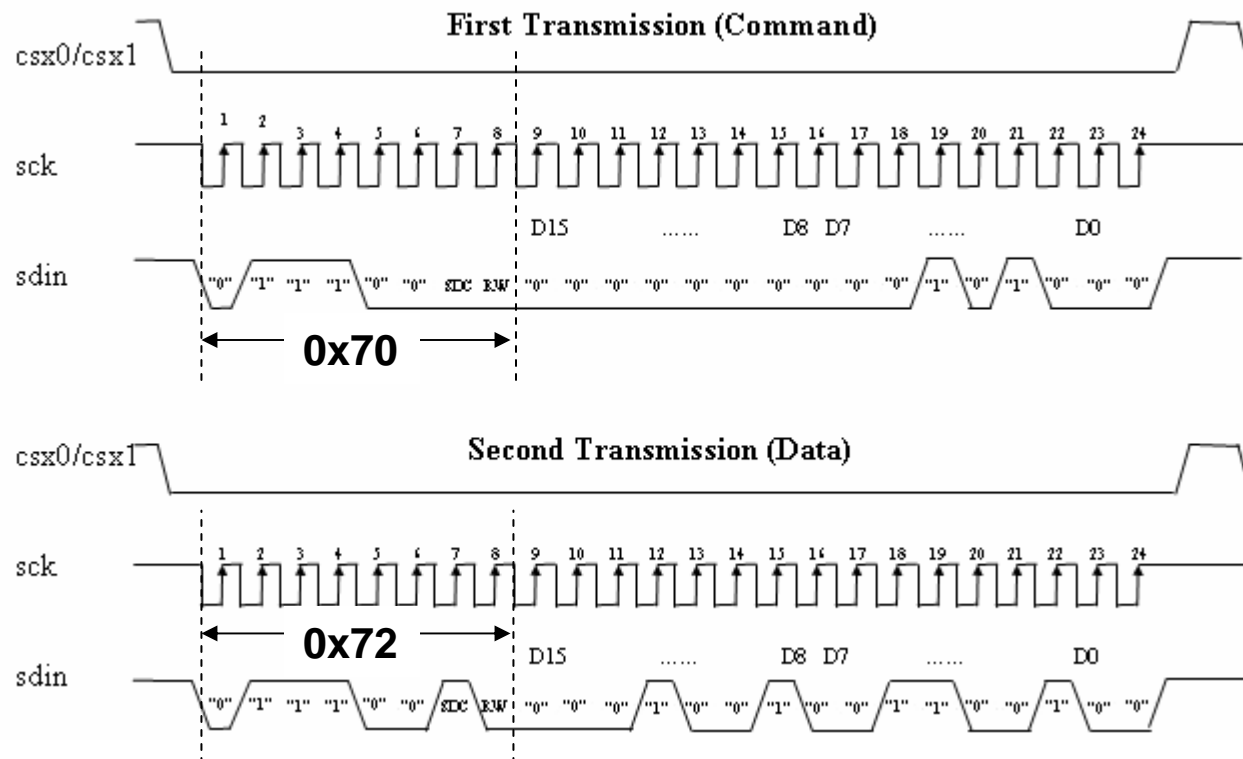 First Transmission (Command)
csx0/csx1
1 2 3 4 5 6 7 8 9 10 11 12 13 14 15 16 17 18 19 20 21 22 23 24
sck
D15 ...... D8 D7 ...... D0
sdin
"0" "1" "1" "1" "0" "0" SDC RW "0" "0" "0" "0" "0" "0" "0" "0" "0" "0" "1" "0" "1" "0" "0" "0"
0x70
Second Transmission (Data)
csx0/csx1
1 2 3 4 5 6 7 8 9 10 11 12 13 14 15 16 17 18 19 20 21 22 23 24
sck
0x72
D15 ...... D8 D7 ...... D0
sdin
"0" "1" "1" "1" "0" "0" SDC RW "0" "0" "0" "1" "0" "0" "1" "0" "0" "1" "1" "0" "0" "1" "0" "0"